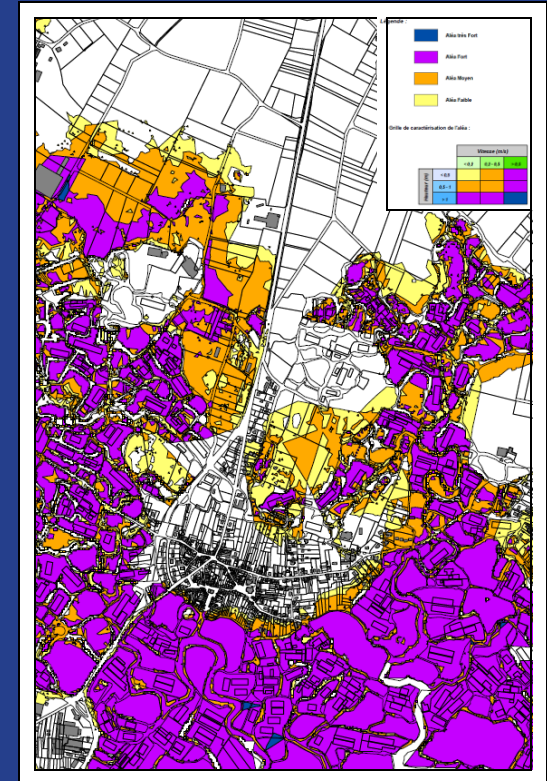 Légende :
Aléa très Fort
Aléa Fort
Aléa Moyen
Aléa Faible
Grille de caractérisation de l'aléa :
Vitesse (m/s)
< 0,2 0,2 - 0,5 > 0,5
Hauteur (m)
< 0,5
0,5 - 1
> 1